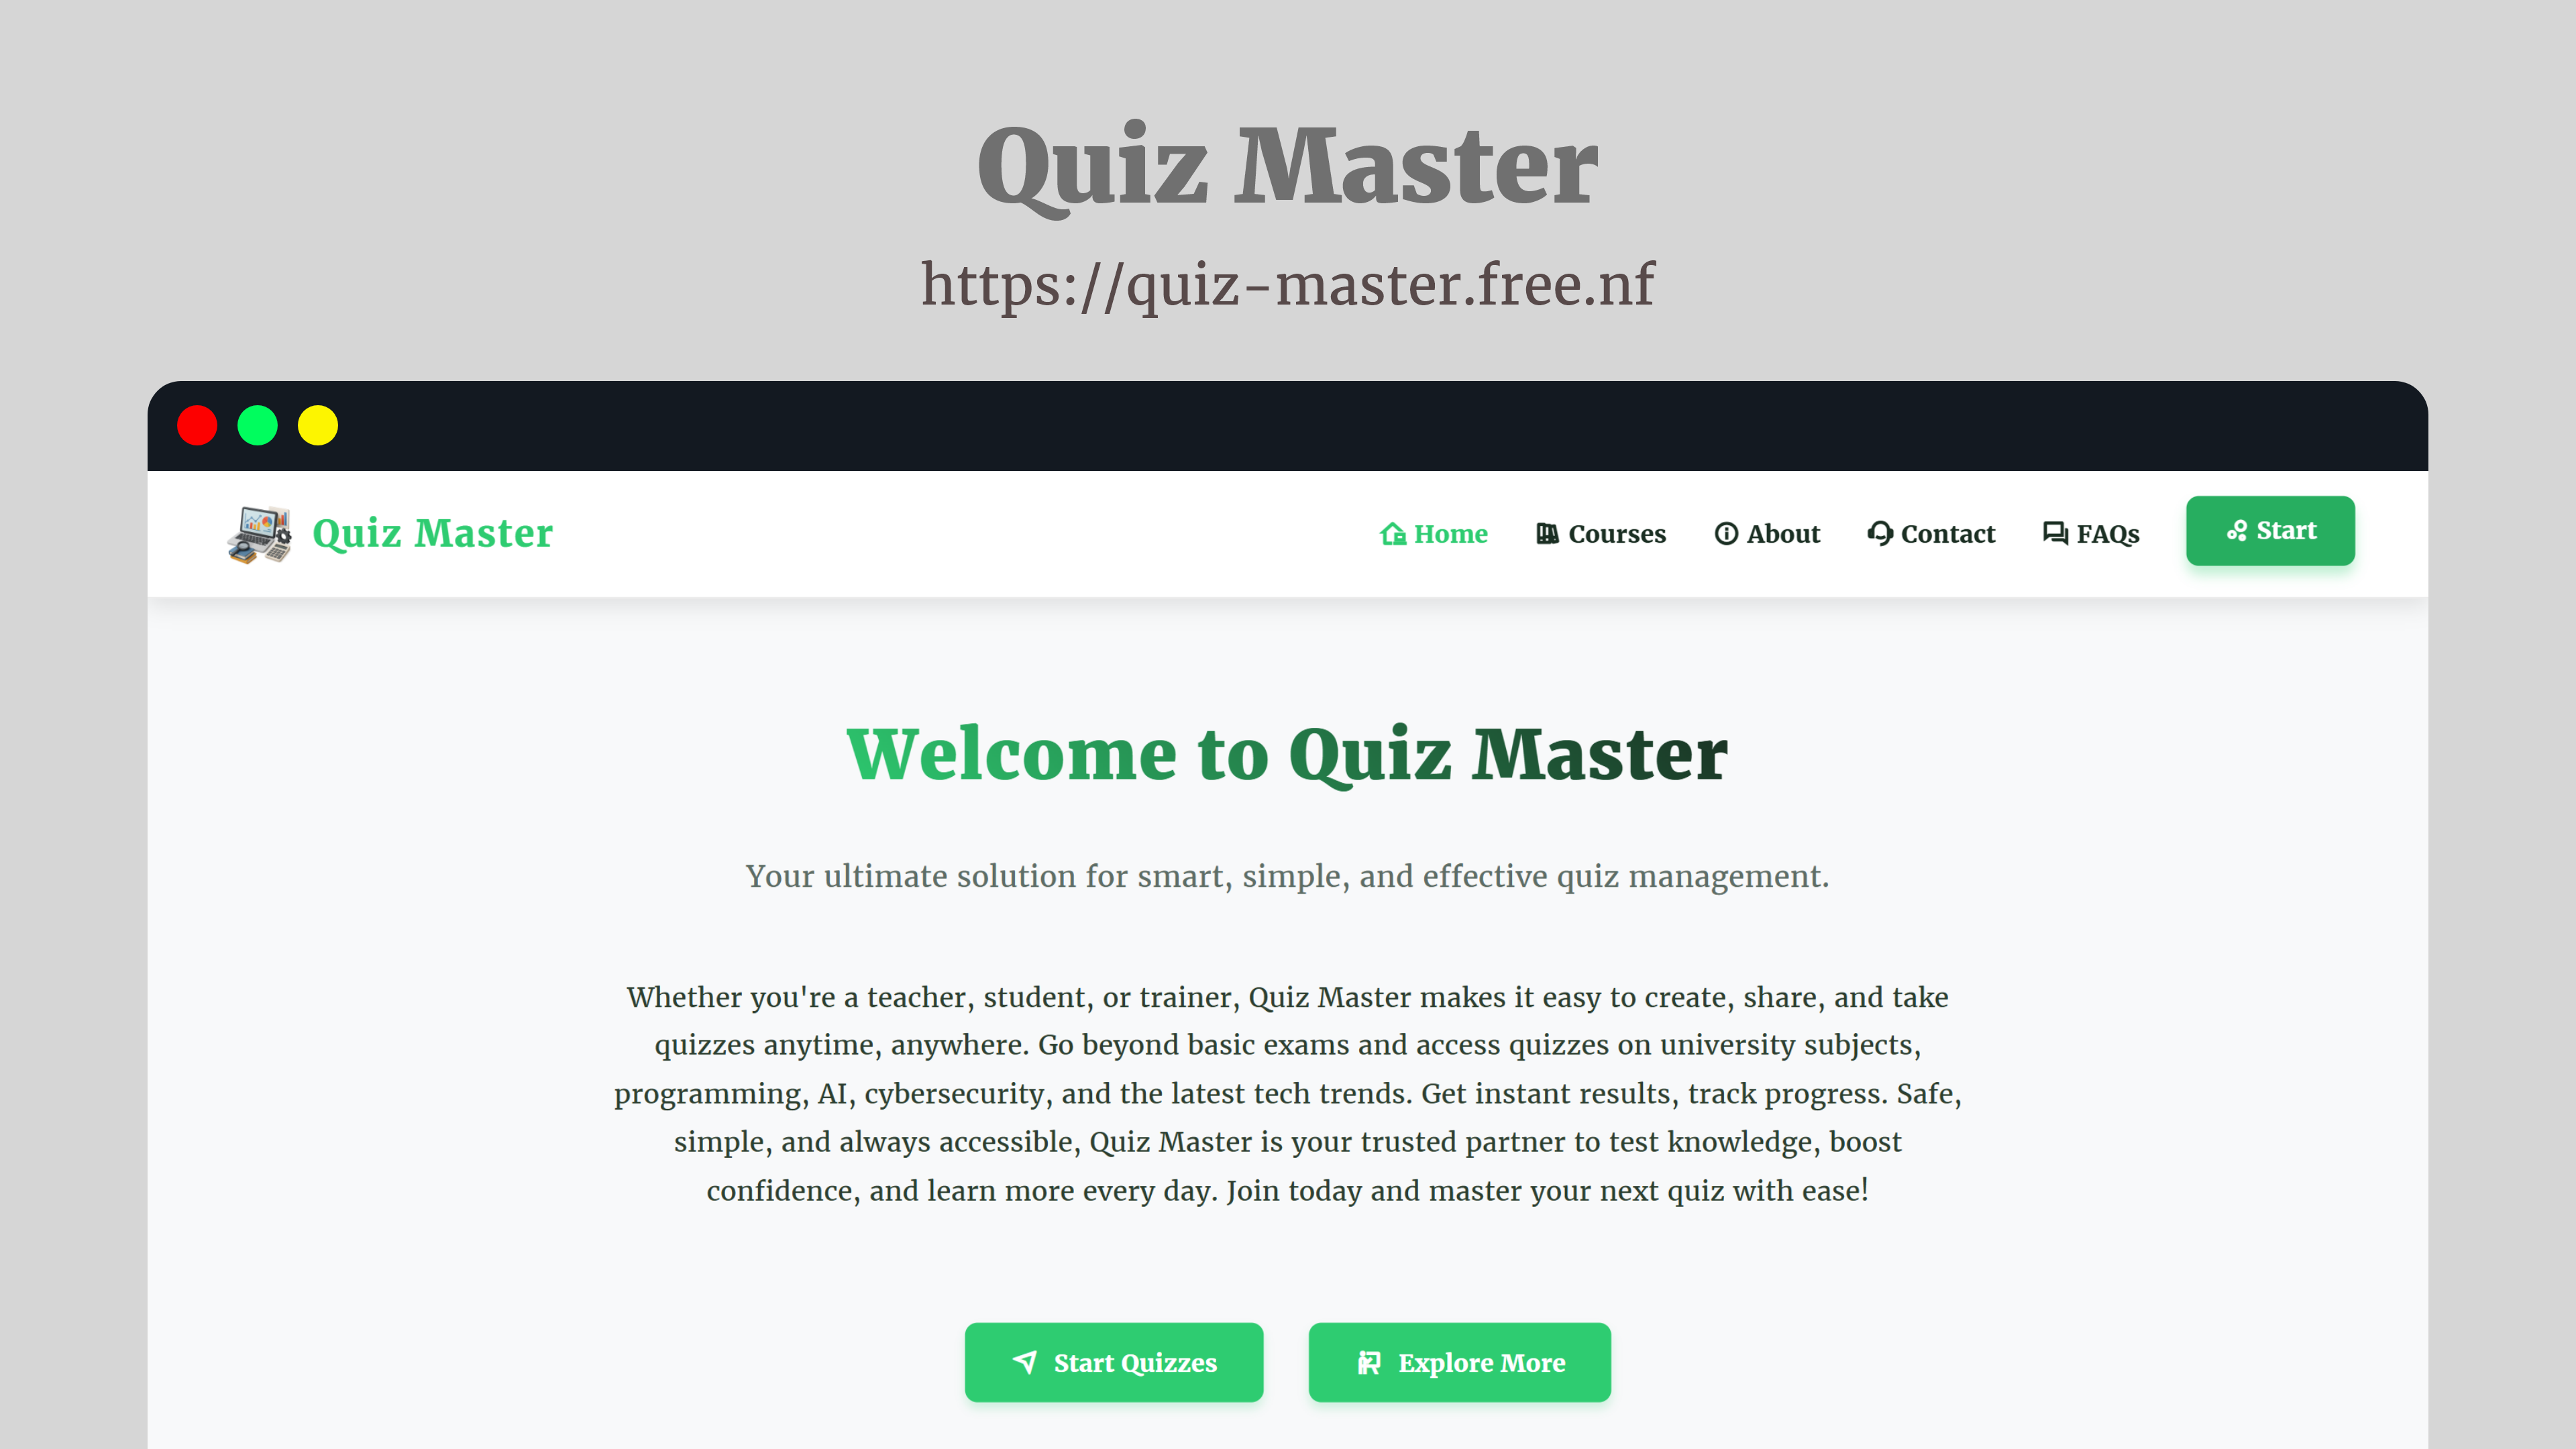 Quiz Master
https://quiz-master.free.nf
Quiz Master
Home
Courses
About
Contact
FAQs
Start
Welcome to Quiz Master
Your ultimate solution for smart, simple, and effective quiz management.
Whether you're a teacher, student, or trainer, Quiz Master makes it easy to create, share, and take
quizzes anytime, anywhere. Go beyond basic exams and access quizzes on university subjects,
programming, AI, cybersecurity, and the latest tech trends. Get instant results, track progress. Safe,
simple, and always accessible, Quiz Master is your trusted partner to test knowledge, boost
confidence, and learn more every day. Join today and master your next quiz with ease!
Start Quizzes
Explore More